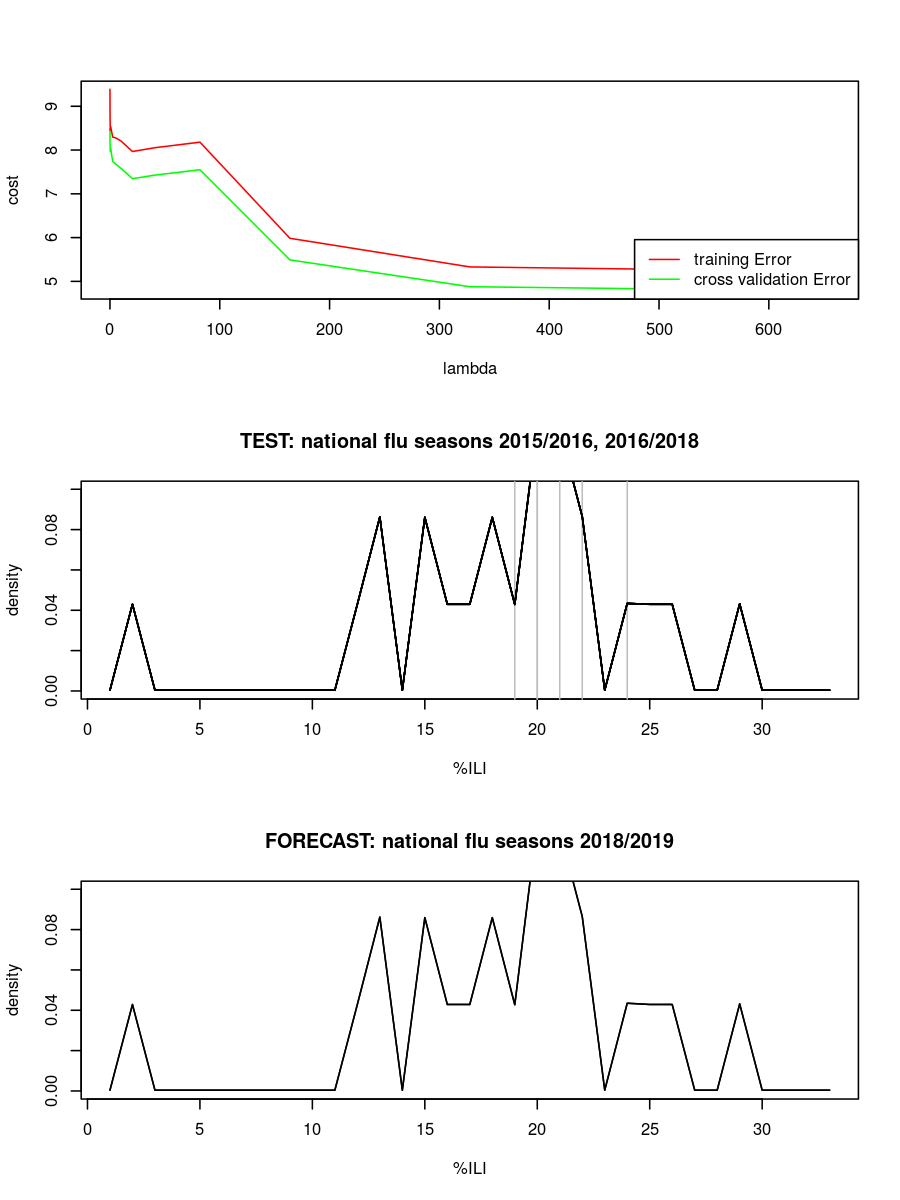 9
8
7
6
5
cost
training Error
cross validation Error
0 100 200 300 400 500 600
lambda
TEST: national flu seasons 2015/2016, 2016/2018
0.08
0.04
0.00
density
0 5 10 15 20 25 30
%ILI
FORECAST: national flu seasons 2018/2019
0.08
0.04
0.00
density
0 5 10 15 20 25 30
%ILI